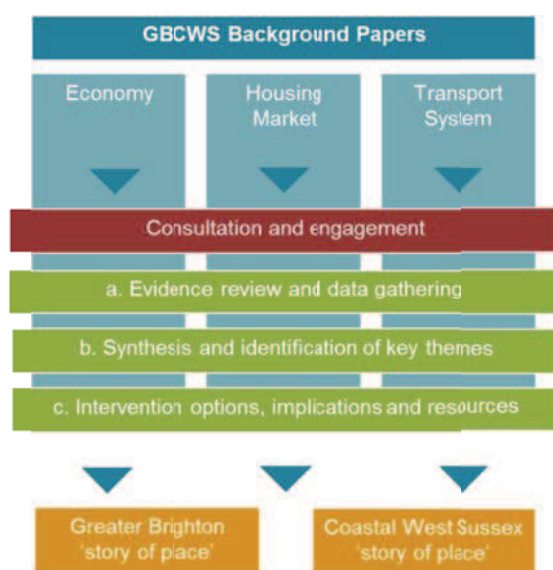 GBCWS Background Papers
Economy
Housing
Market
Transport
System
Consultation and engagement
a. Evidence review and data gathering
b. Synthesis and identification of key themes
c. Intervention options, implications and resources
Greater Brighton
'story of place'
Coastal West Sussex
'story of place'